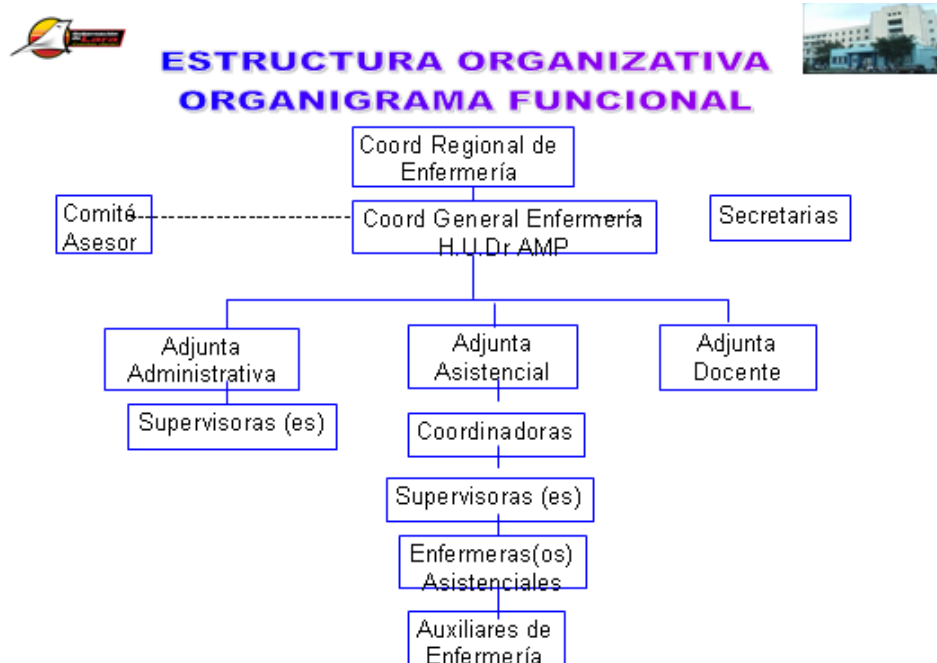 Lara
ESTRUCTURA ORGANIZATIVA
ORGANIGRAMA FUNCIONAL
Coord Regional de
Enfermería
Comité
Asesor
Coord General Enfermería
H.U.Dr AMP
Secretarias
Adjunta
Administrativa
Adjunta
Asistencial
Adjunta
Docente
Supervisoras (es)
Coordinadoras
Supervisoras (es)
Enfermeras(os)
Asistenciales
Auxiliares de
Enfermería